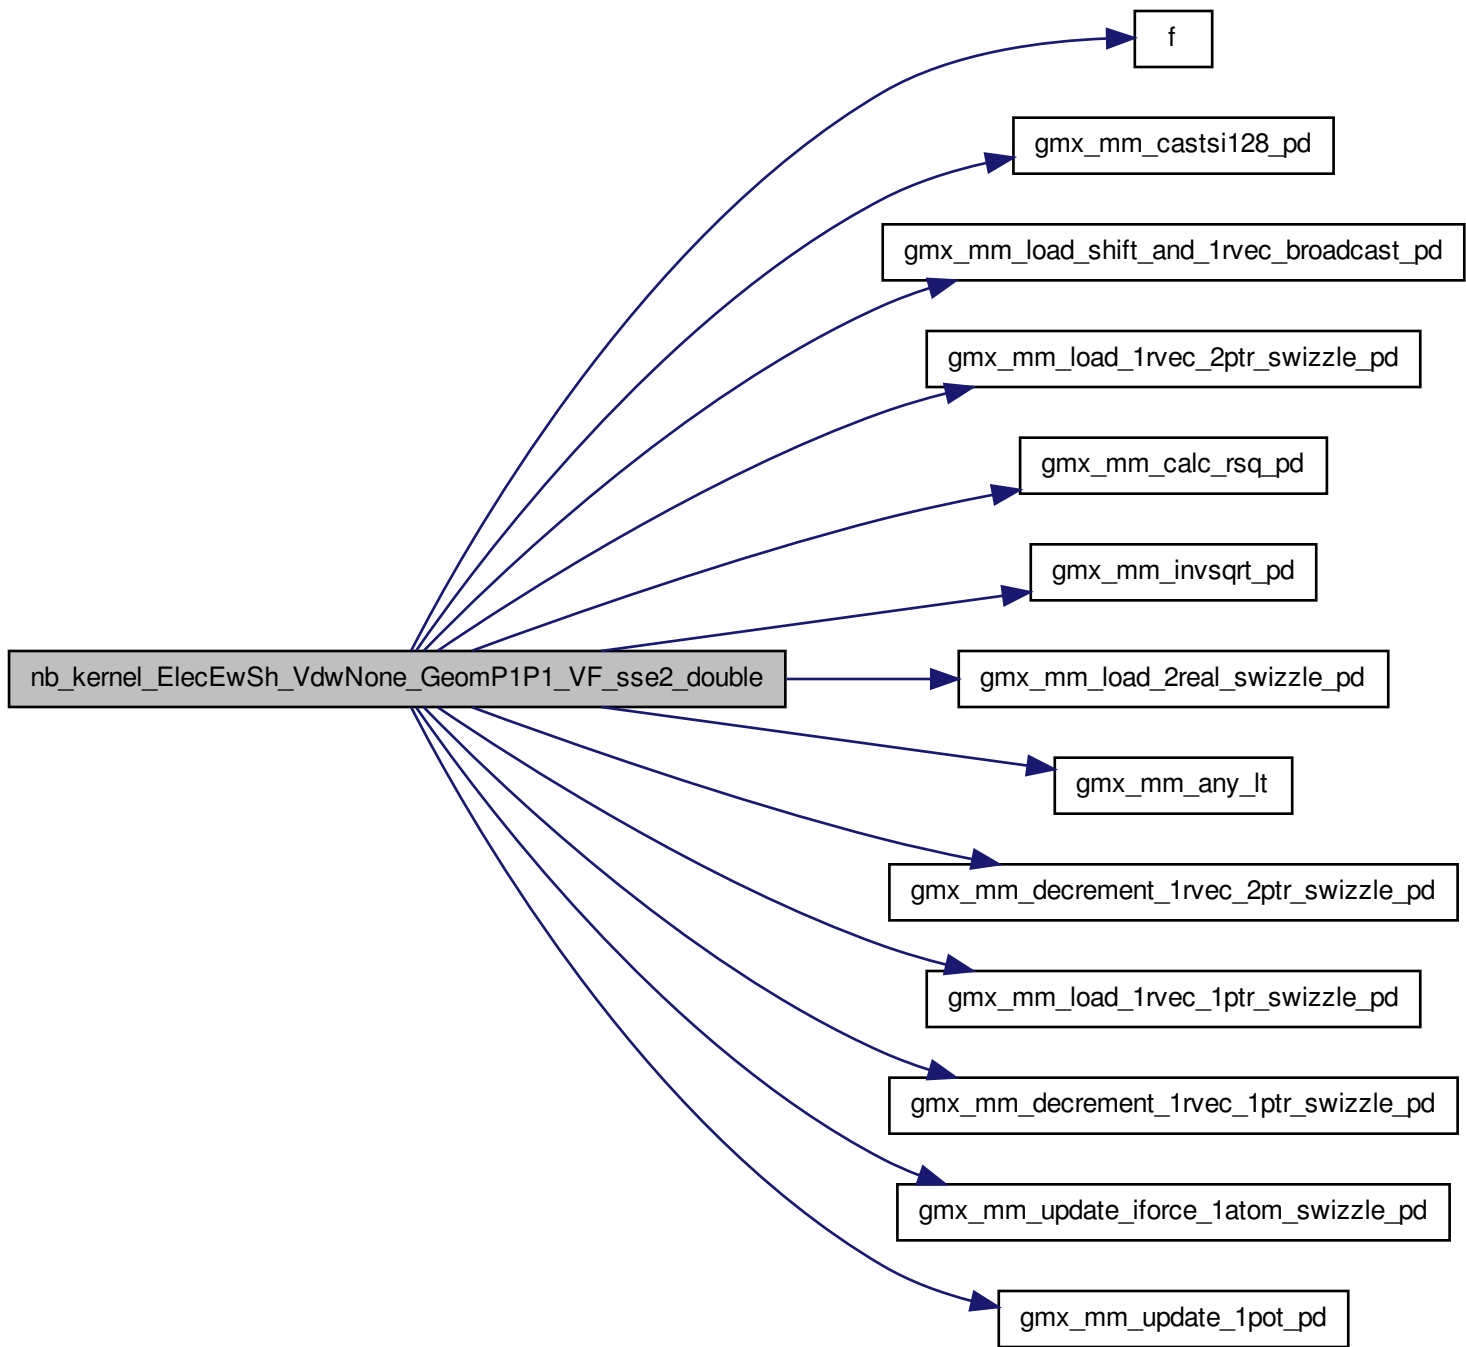 f
gmx_mm_castsi128_pd
gmx_mm_load_shift_and_1rvec_broadcast_pd
gmx_mm_load_1rvec_2ptr_swizzle_pd
gmx_mm_calc_rsq_pd
gmx_mm_invsqrt_pd
nb_kernel_ElecEwSh_VdwNone_GeomP1P1_VF_sse2_double
gmx_mm_load_2real_swizzle_pd
gmx_mm_any_lt
gmx_mm_decrement_1rvec_2ptr_swizzle_pd
gmx_mm_load_1rvec_1ptr_swizzle_pd
gmx_mm_decrement_1rvec_1ptr_swizzle_pd
gmx_mm_update_iforce_1atom_swizzle_pd
gmx_mm_update_1pot_pd